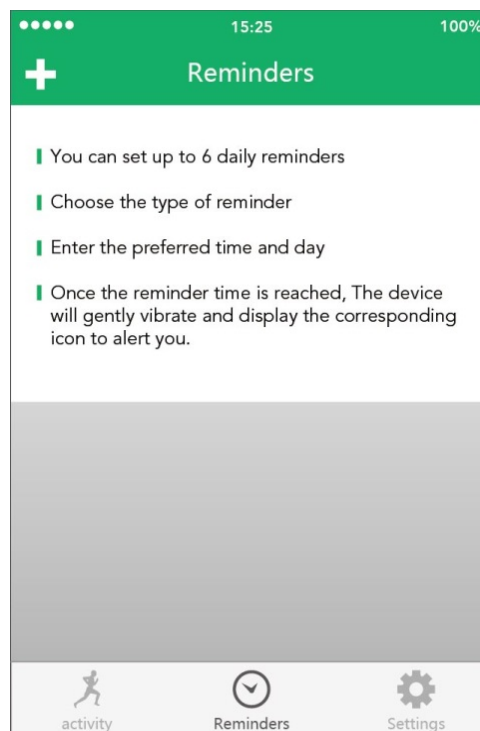 15:25
100%
Reminders
You can set up to 6 daily reminders
Choose the type of reminder
Enter the preferred time and day
Once the reminder time is reached, The device
will gently vibrate and display the corresponding
icon to alert you.
activity
Reminders
Settings